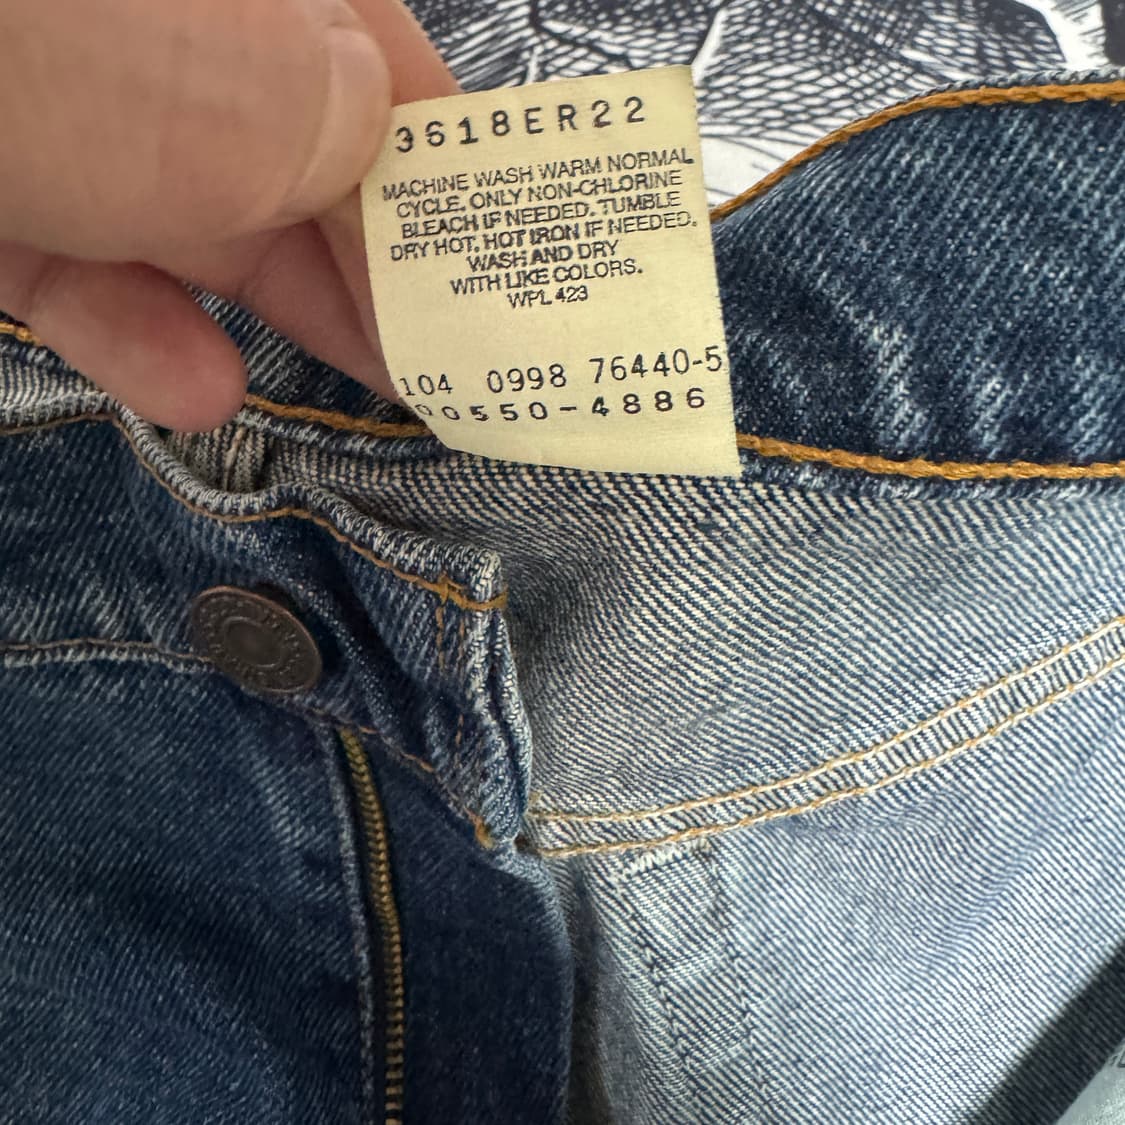 3618ER22
MACHINE WASH WARM NORMAL
CYCLE. ONLY NON-CHLORINE
BLEACH IF NEEDED. TUMBLE
DRY HOT. HOT IRON IF NEEDED.
WASH AND DRY
WITH LIKE COLORS.
WPL 423
104 0998 76440-5
00550-4886